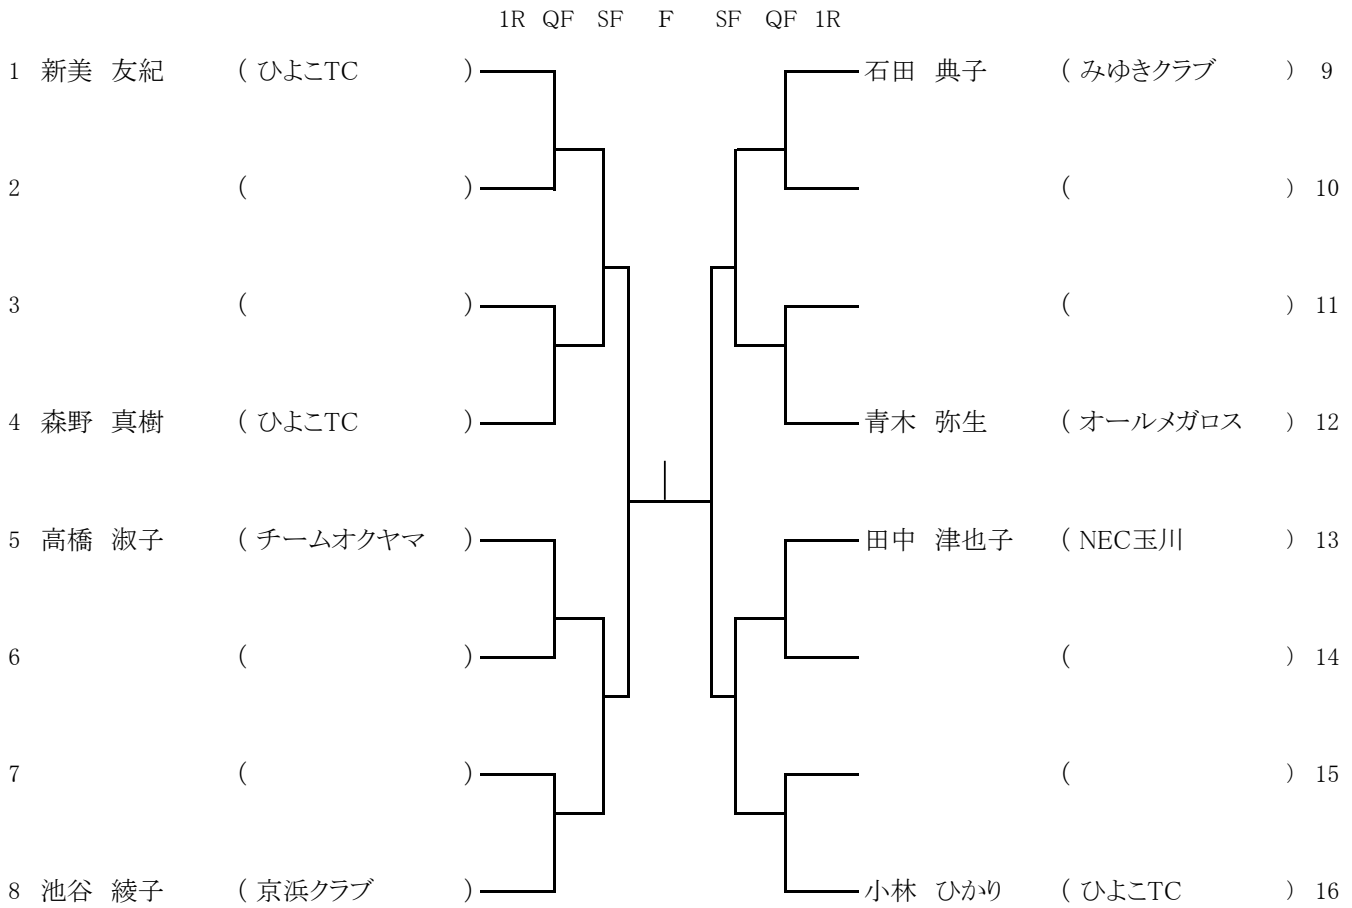 1R QF SF F SF QF 1R
1 新美 友紀 ( ひよこTC ) 石田 典子 ( みゆきクラブ ) 9
2 ( ) ( ) 10
3 ( ) ( ) 11
4 森野 真樹 ( ひよこTC ) 青木 弥生 ( オールメガロス ) 12
5 高橋 淑子 ( チームオクヤマ ) 田中 津也子 ( NEC玉川 ) 13
6 ( ) ( ) 14
7 ( ) ( ) 15
8 池谷 綾子 ( 京浜クラブ ) 小林 ひかり ( ひよこTC ) 16